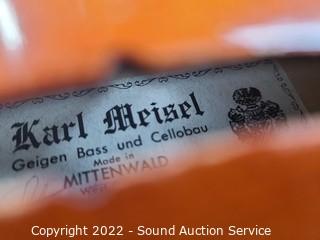 Karl Meisel
Geigen Bass und Cellobau
Made in
MITTENWALD
Copyright 2022 - Sound Auction Service